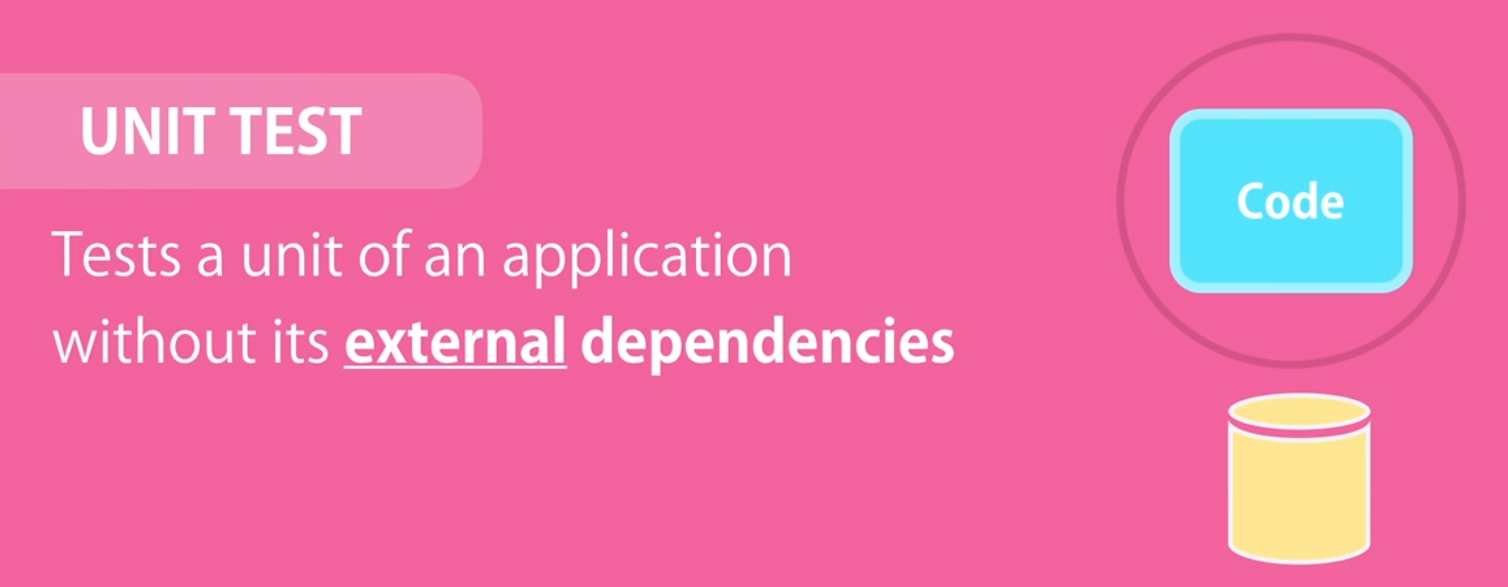 UNIT TEST
Tests a unit of an application
without its external dependencies
Code